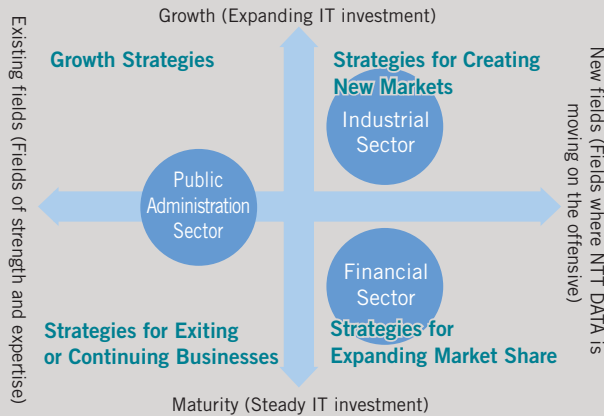 Growth (Expanding IT investment)
Existing fields (Fields of strength and expertise)
Growth Strategies
Strategies for Creating
New Markets
Industrial
Sector
New fields (Fields where NTT DATA is
moving on the offensive)
Public
Administration
Sector
Financial
Sector
Strategies for Exiting
or Continuing Businesses
Strategies for
Expanding Market Share
Maturity (Steady IT investment)